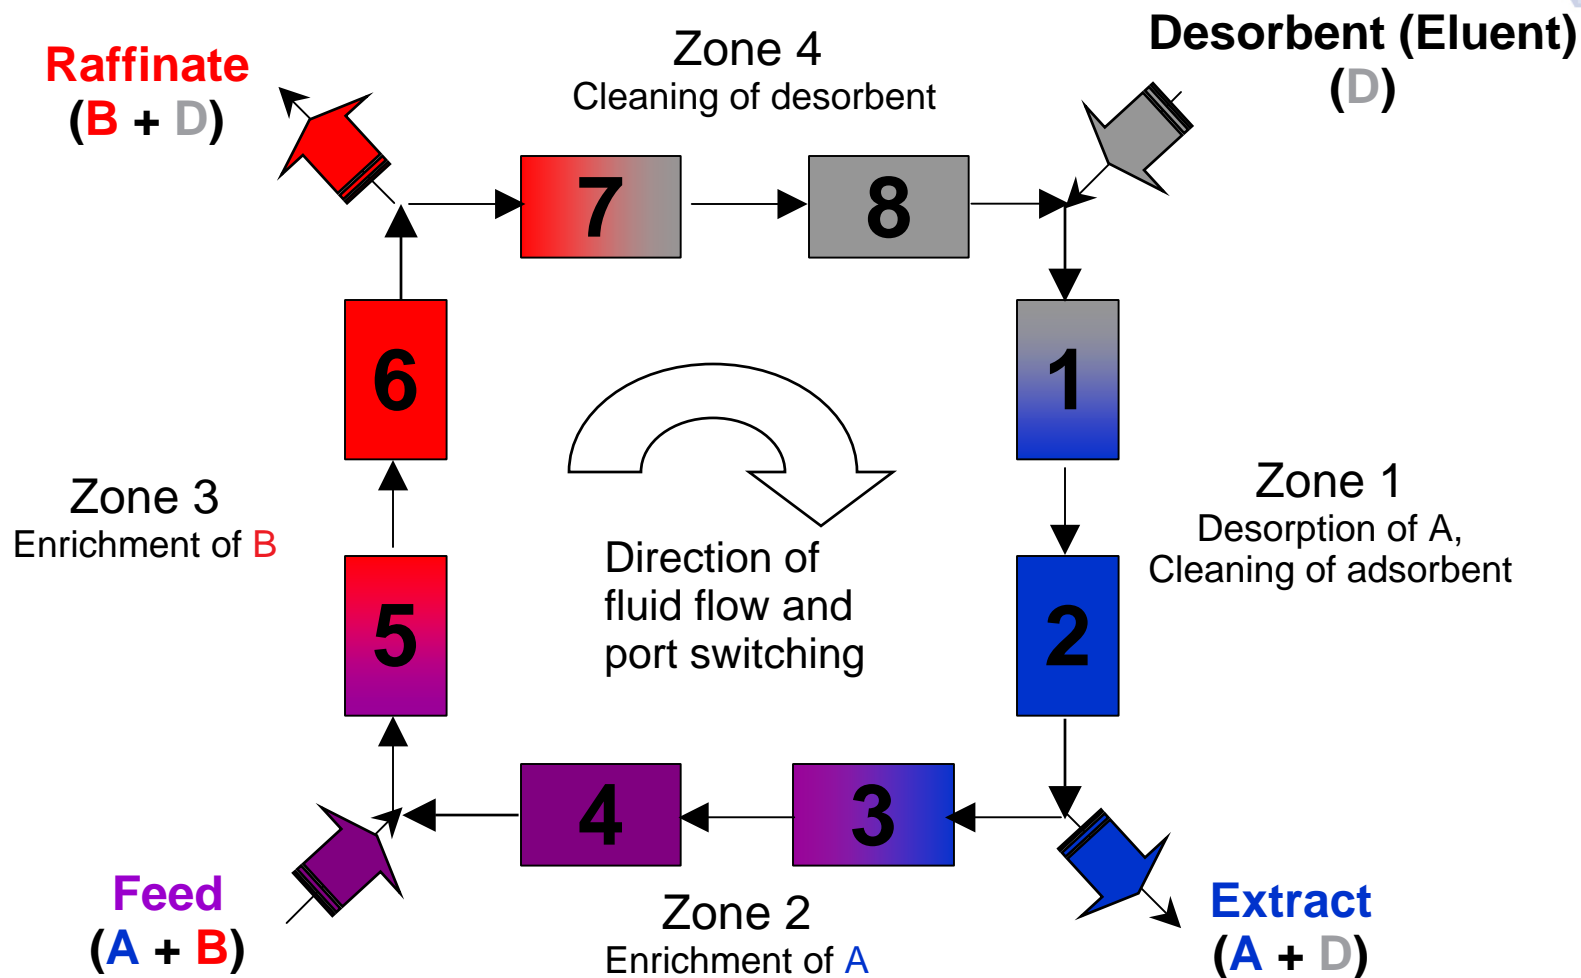 Raffinate
(B + D)
Zone 4
Cleaning of desorbent
Desorbent (Eluent)
(D)
7
8
6
1
Zone 3
Enrichment of B
Direction of
fluid flow and
port switching
Zone 1
Desorption of A,
Cleaning of adsorbent
5
2
4
3
Feed
(A + B)
Zone 2
Enrichment of A
Extract
(A + D)